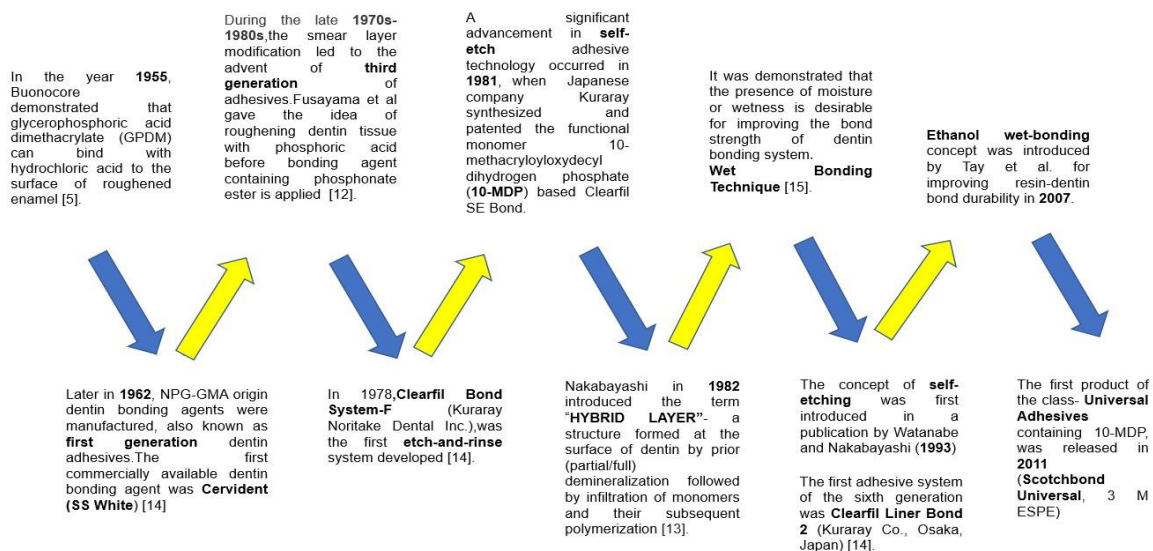 In the year 1955,
Buonocore
demonstrated that
glycerophosphoric acid
dimethacrylate (GPDM)
can bind with
hydrochloric acid to the
surface of roughened
enamel [5].
Later in 1962, NPG-GMA origin
dentin bonding agents were
manufactured, also known as
first generation dentin
adhesives.The first
commercially available dentin
bonding agent was Cervident
(SS White) [14]
During the late 1970s-
1980s,the smear layer
modification led to the
advent of third
generation of
adhesives.Fusayama et al
gave the idea of
roughening dentin tissue
with phosphoric acid
before bonding agent
containing phosphonate
ester is applied [12].
In 1978,Clearfil Bond
System-F (Kuraray
Noritake Dental Inc.),was
the first etch-and-rinse
system developed [14].
A significant
advancement in self-
etch adhesive
technology occurred in
1981, when Japanese
company Kuraray
synthesized and
patented the functional
monomer 10-
methacryloyloxydecyl
dihydrogen phosphate
(10-MDP) based Clearfil
SE Bond.
Nakabayashi in 1982
introduced the term
“HYBRID LAYER”- a
structure formed at the
surface of dentin by prior
(partial/full)
demineralization followed
by infiltration of monomers
and their subsequent
polymerization [13].
It was demonstrated that
the presence of moisture
or wetness is desirable
for improving the bond
strength of dentin
bonding system.
Wet Bonding
Technique [15].
The concept of self-
etching was first
introduced in a
publication by Watanabe
and Nakabayashi (1993)
The first adhesive system
of the sixth generation
was Clearfil Liner Bond
2 (Kuraray Co., Osaka,
Japan) [14].
Ethanol wet-bonding
concept was introduced
by Tay et al. for
improving resin-dentin
bond durability in 2007.
The first product of
the class- Universal
Adhesives
containing 10-MDP,
was released in
2011
(Scotchbond
Universal, 3 M
ESPE)